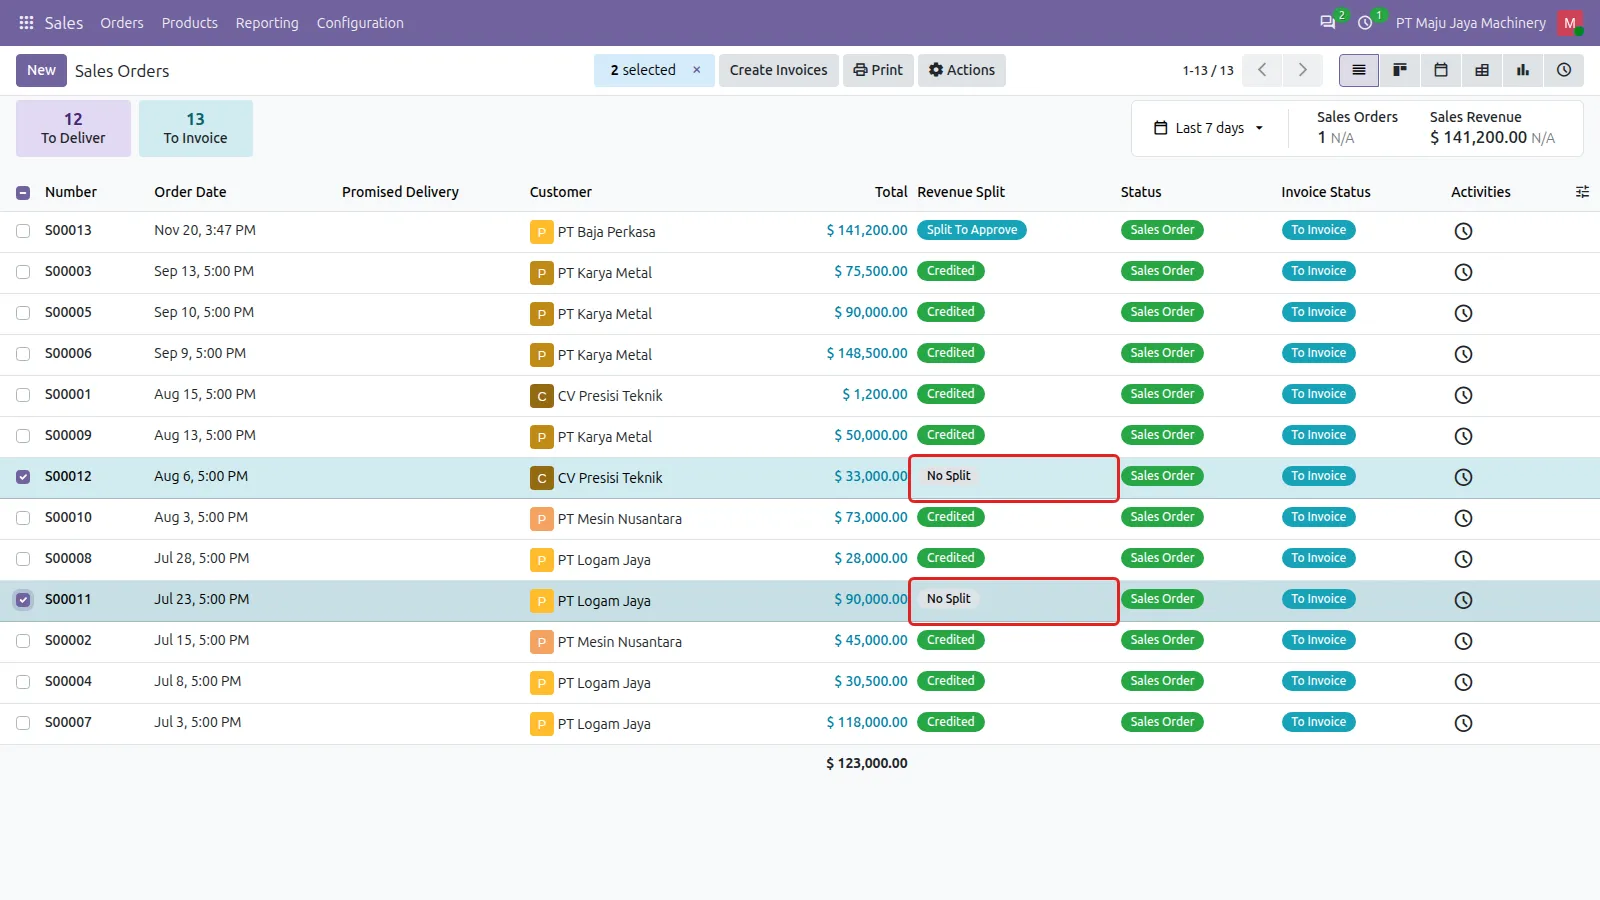 Sales Orders Products Reporting Configuration 2 1 PT Maju Jaya Machinery M
New Sales Orders 2 selected × Create Invoices Print Actions 1-13 / 13
12 To Deliver
13 To Invoice
Last 7 days
Sales Orders 1 N/A
Sales Revenue $ 141,200.00 N/A
Number Order Date Promised Delivery Customer Total Revenue Split Status Invoice Status Activities
S00013 Nov 20, 3:47 PM P PT Baja Perkasa $ 141,200.00 Split To Approve Sales Order To Invoice
S00003 Sep 13, 5:00 PM P PT Karya Metal $ 75,500.00 Credited Sales Order To Invoice
S00005 Sep 10, 5:00 PM P PT Karya Metal $ 90,000.00 Credited Sales Order To Invoice
S00006 Sep 9, 5:00 PM P PT Karya Metal $ 148,500.00 Credited Sales Order To Invoice
S00001 Aug 15, 5:00 PM C CV Presisi Teknik $ 1,200.00 Credited Sales Order To Invoice
S00009 Aug 13, 5:00 PM P PT Karya Metal $ 50,000.00 Credited Sales Order To Invoice
S00012 Aug 6, 5:00 PM C CV Presisi Teknik $ 33,000.00 No Split Sales Order To Invoice
S00010 Aug 3, 5:00 PM P PT Mesin Nusantara $ 73,000.00 Credited Sales Order To Invoice
S00008 Jul 28, 5:00 PM P PT Logam Jaya $ 28,000.00 Credited Sales Order To Invoice
S00011 Jul 23, 5:00 PM P PT Logam Jaya $ 90,000.00 No Split Sales Order To Invoice
S00002 Jul 15, 5:00 PM P PT Mesin Nusantara $ 45,000.00 Credited Sales Order To Invoice
S00004 Jul 8, 5:00 PM P PT Logam Jaya $ 30,500.00 Credited Sales Order To Invoice
S00007 Jul 3, 5:00 PM P PT Logam Jaya $ 118,000.00 Credited Sales Order To Invoice
$ 123,000.00